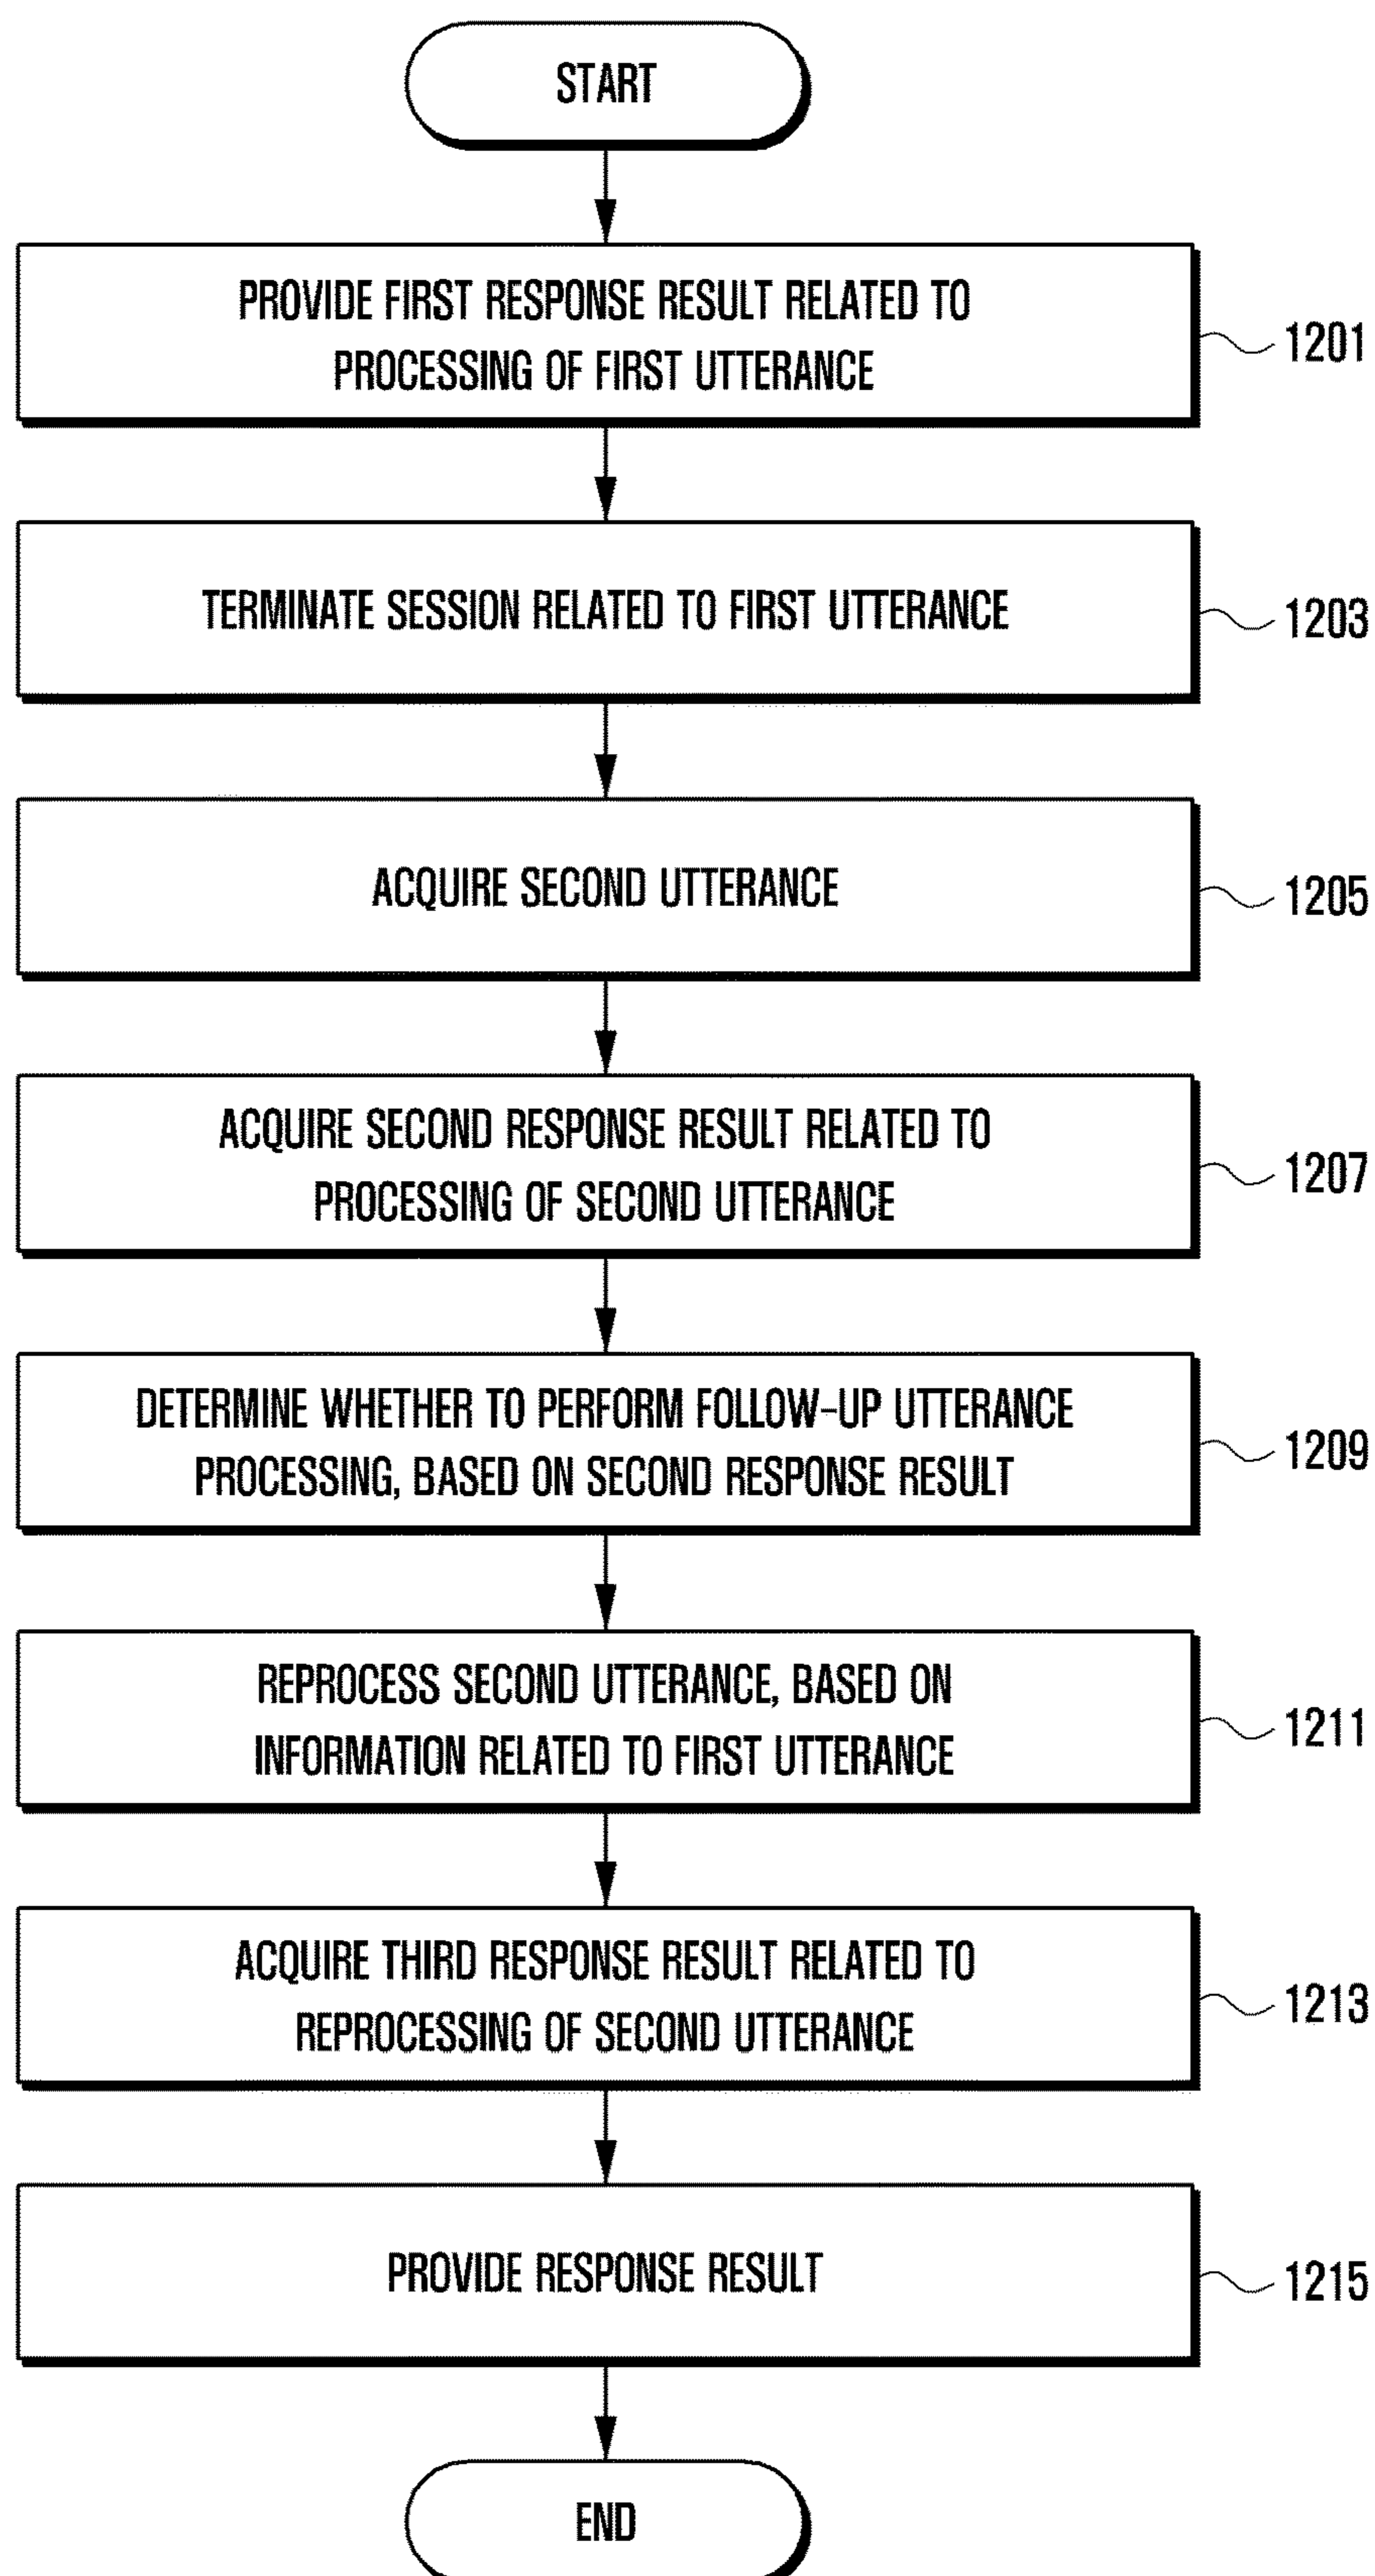 START
PROVIDE FIRST RESPONSE RESULT RELATED TO
PROCESSING OF FIRST UTTERANCE
1201
TERMINATE SESSION RELATED TO FIRST UTTERANCE
1203
ACQUIRE SECOND UTTERANCE
1205
ACQUIRE SECOND RESPONSE RESULT RELATED TO
PROCESSING OF SECOND UTTERANCE
1207
DETERMINE WHETHER TO PERFORM FOLLOW-UP UTTERANCE
PROCESSING, BASED ON SECOND RESPONSE RESULT
1209
REPROCESS SECOND UTTERANCE, BASED ON
INFORMATION RELATED TO FIRST UTTERANCE
1211
ACQUIRE THIRD RESPONSE RESULT RELATED TO
REPROCESSING OF SECOND UTTERANCE
1213
PROVIDE RESPONSE RESULT
1215
END